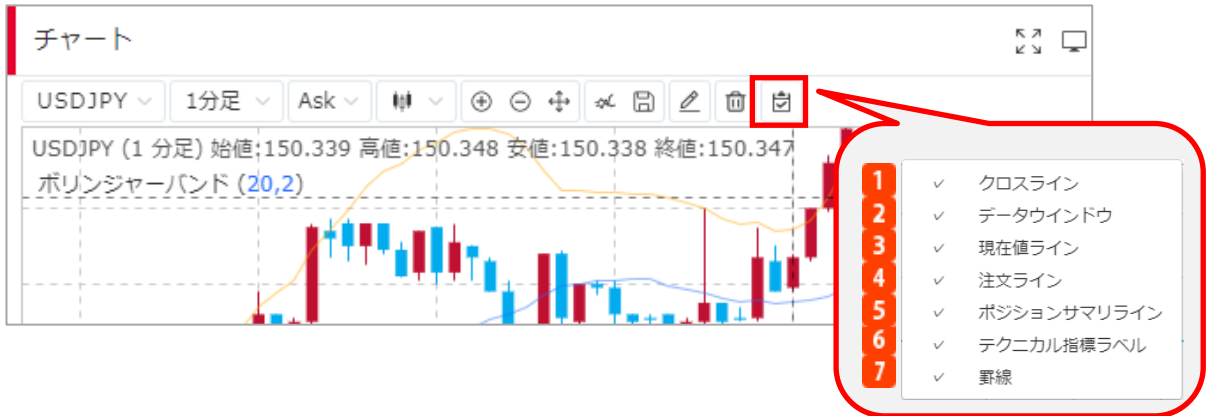 チャート
USDJPY 1分足 Ask
USDJPY (1 分足) 始値:150.339 高値:150.348 安値:150.338 終値:150.347
ボリンジャーバンド (20,2)
1 クロスライン
2 データウインドウ
3 現在値ライン
4 注文ライン
5 ポジションサマリライン
6 テクニカル指標ラベル
7 罫線